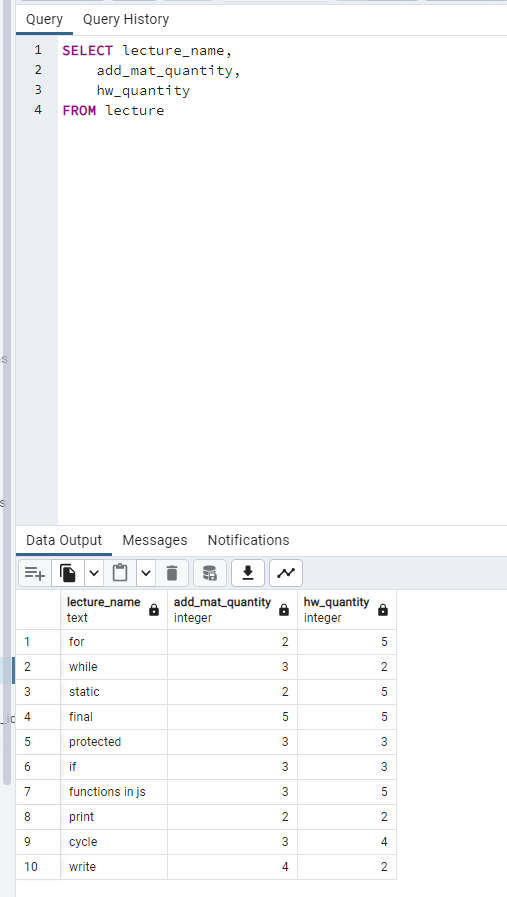 Query Query History
1 SELECT lecture_name,
2 add_mat_quantity,
3 hw_quantity
4 FROM lecture
Data Output Messages Notifications
lecture_name add_mat_quantity hw_quantity
text integer integer
1 for 2 5
2 while 3 2
3 static 2 5
4 final 5 5
5 protected 3 3
6 if 3 3
7 functions in js 3 5
8 print 2 2
9 cycle 3 4
10 write 4 2